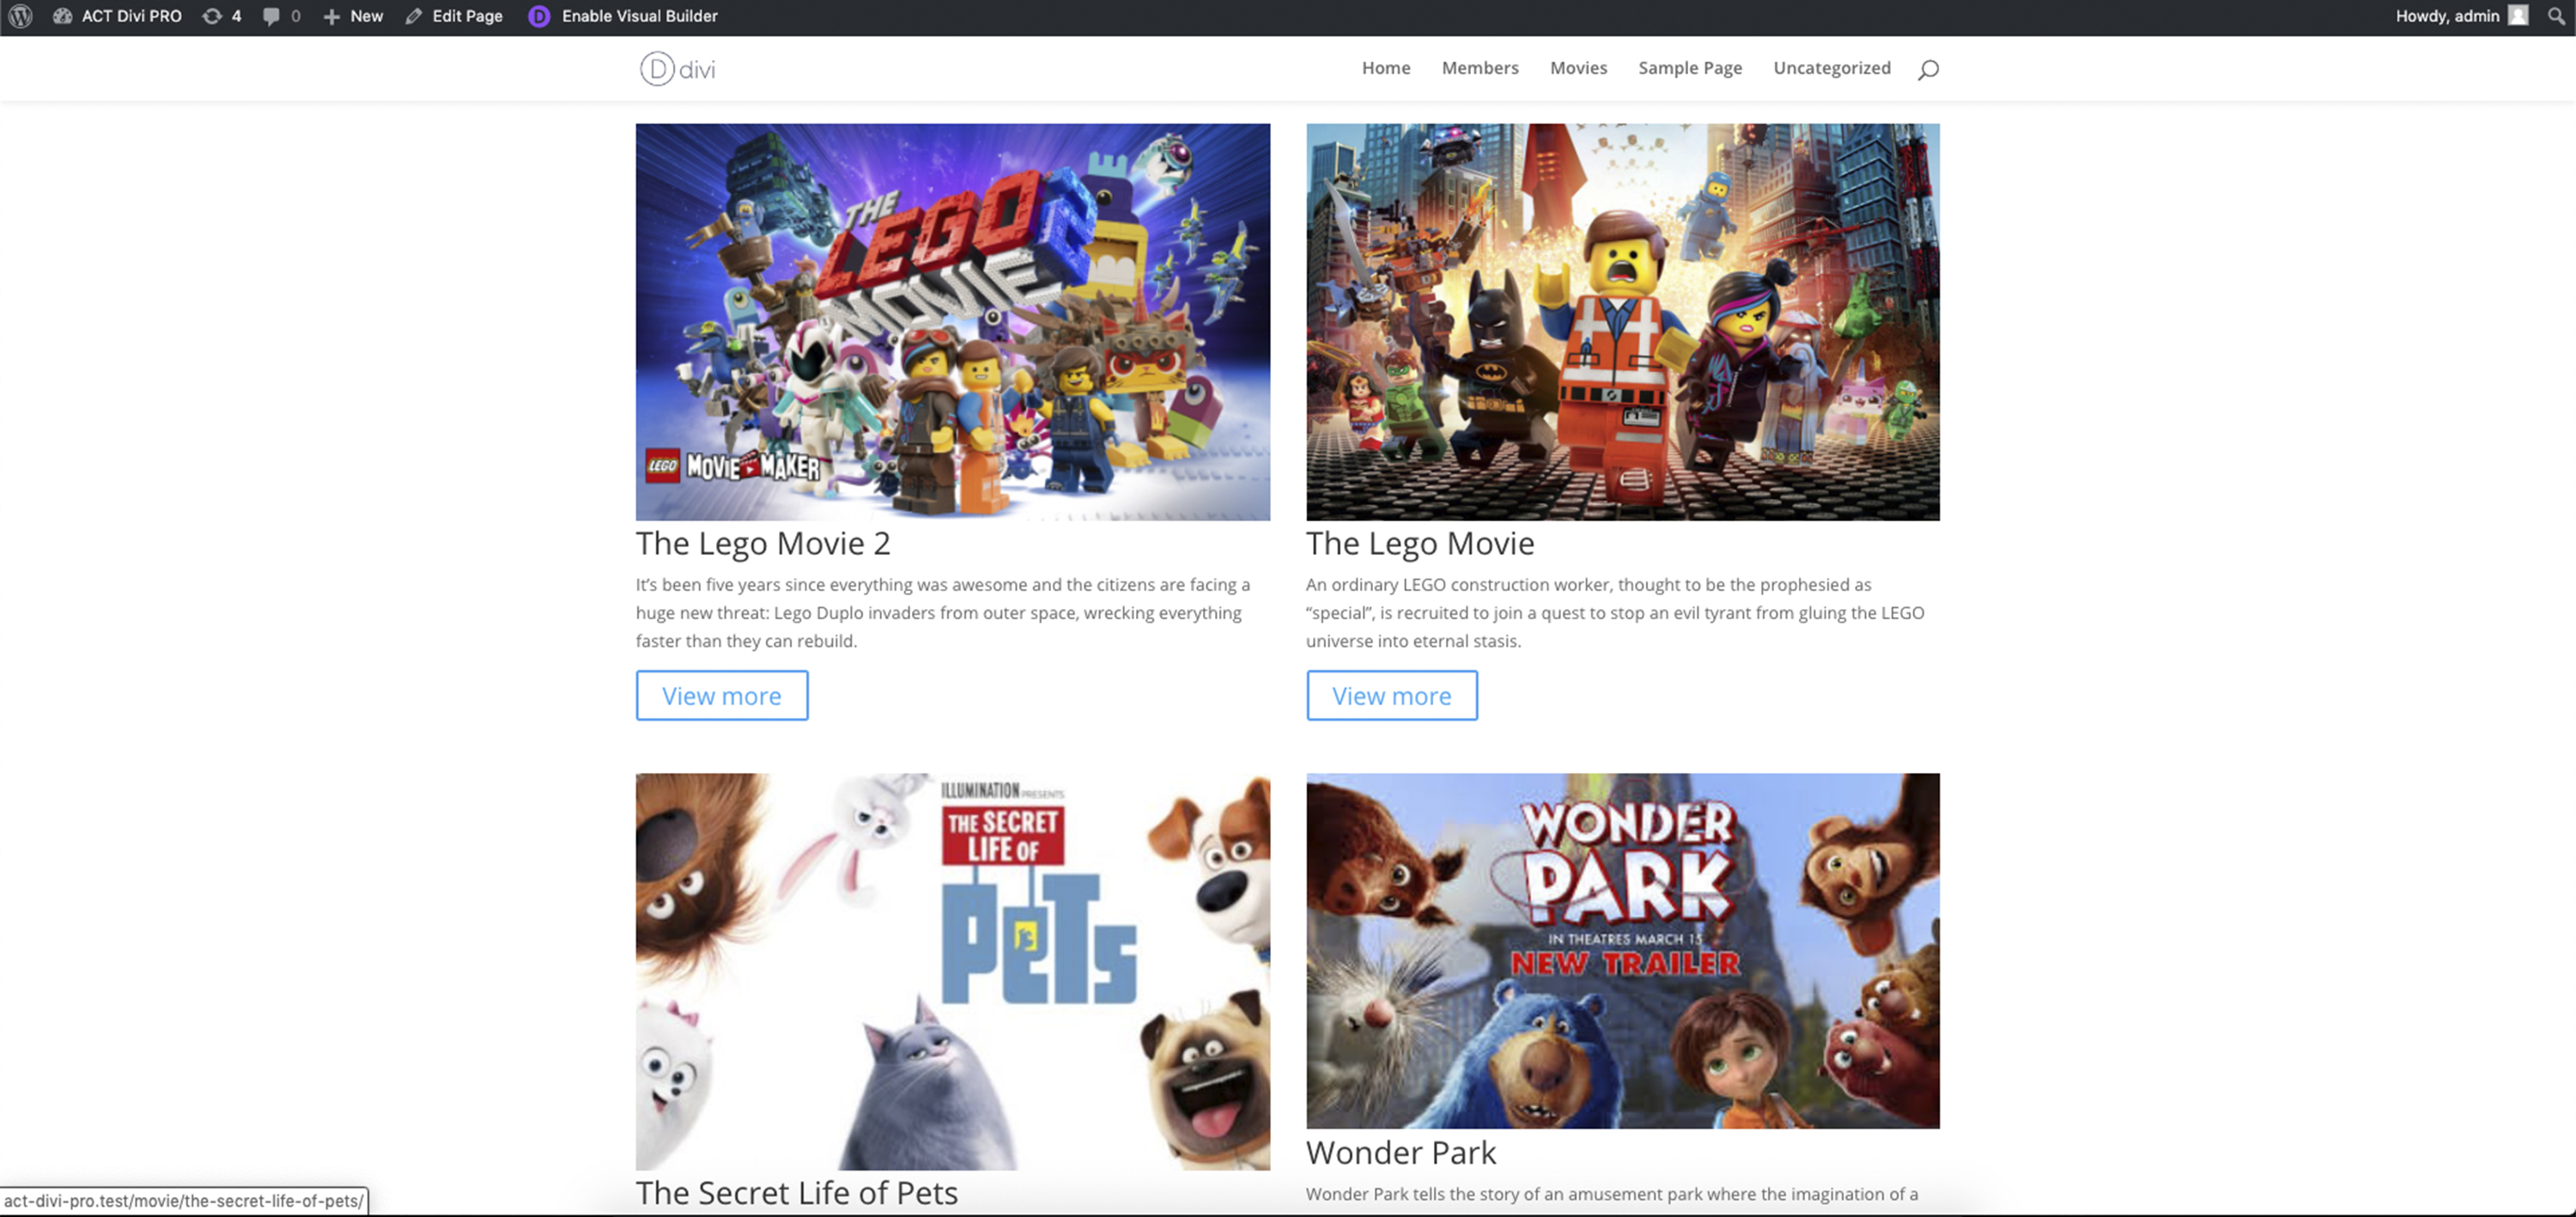 ACT Divi PRO 4 0 New Edit Page D Enable Visual Builder Howdy, admin
D divi Home Members Movies Sample Page Uncategorized
THE
LEGO 2
MOVIE
LEGO MOVIE MAKER
The Lego Movie 2
It’s been five years since everything was awesome and the citizens are facing a
huge new threat: Lego Duplo invaders from outer space, wrecking everything
faster than they can rebuild.
View more
The Lego Movie
An ordinary LEGO construction worker, thought to be the prophesied as
“special”, is recruited to join a quest to stop an evil tyrant from gluing the LEGO
universe into eternal stasis.
View more
ILLUMINATION PRESENTS
THE SECRET
LIFE OF
PETS
The Secret Life of Pets
WONDER
PARK
IN THEATRES MARCH 15
NEW TRAILER
Wonder Park
Wonder Park tells the story of an amusement park where the imagination of a
act-divi-pro.test/movie/the-secret-life-of-pets/